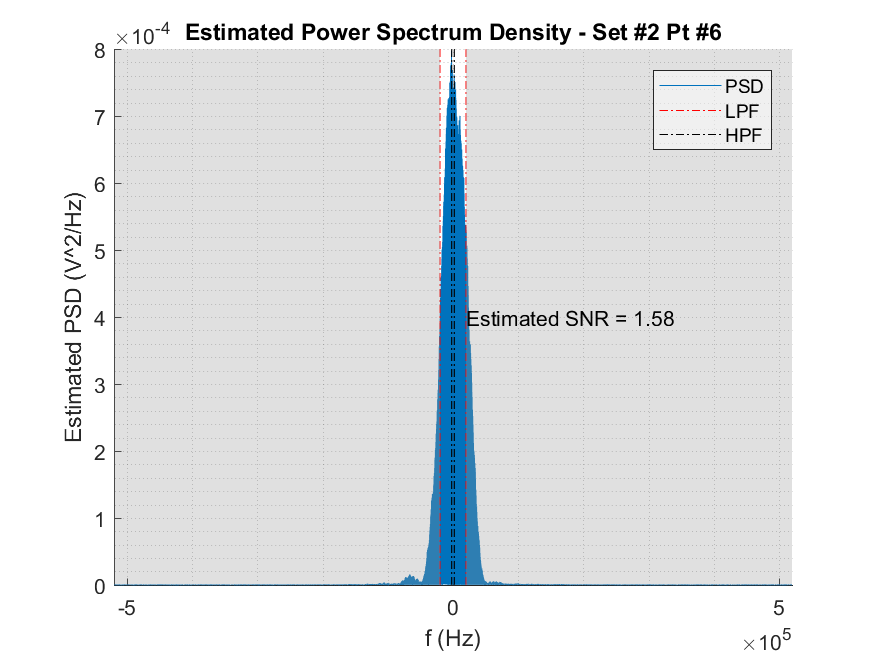 Estimated Power Spectrum Density - Set #2 Pt #6
×10^-4
8
7
6
5
4
3
2
1
0
Estimated PSD (V^2/Hz)
PSD
LPF
HPF
Estimated SNR = 1.58
-5 0 5
f (Hz)
×10^5